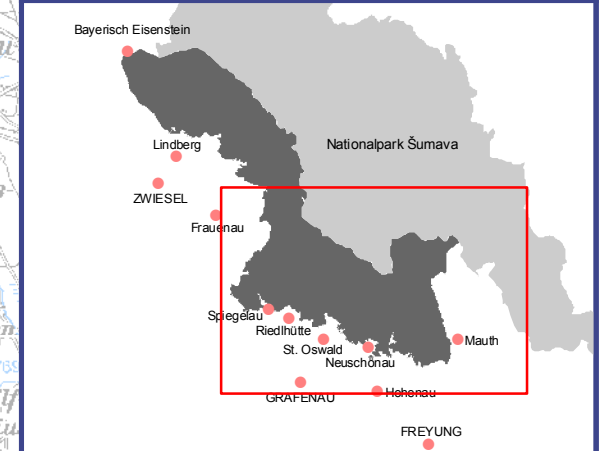 Bayerisch Eisenstein
Lindberg
Nationalpark Šumava
ZWIESEL
Frauenau
Spiegelau
Riedlhütte
St. Oswald
Mauth
Neuschönau
GRAFENAU
Hohenau
FREYUNG